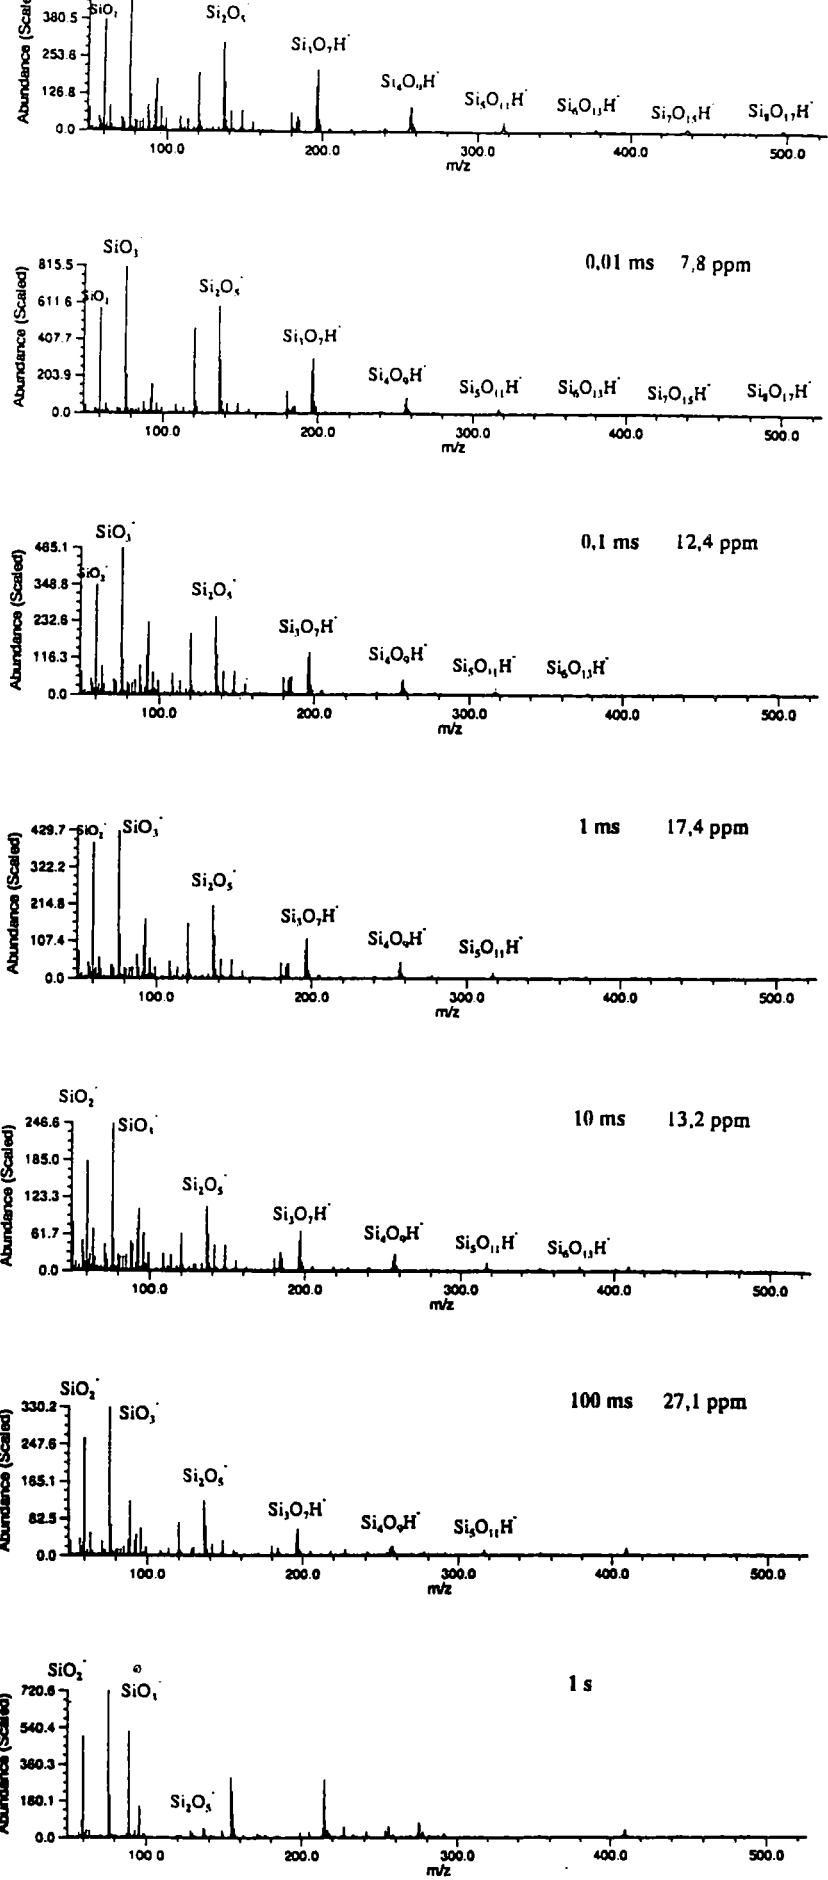 380.5
253.6
126.8
0.0
SiO₂⁻
Si₂O₅⁻
Si₃O₇H⁻
Si₄O₉H⁻
Si₅O₁₁H⁻
Si₆O₁₃H⁻
Si₇O₁₅H⁻
Si₈O₁₇H⁻
100.0 200.0 300.0 400.0 500.0
m/z
0,01 ms 7,8 ppm
Abundance (Scaled)
815.5
611.6
407.7
203.9
0.0
SiO₂⁻
SiO₃⁻
Si₂O₅⁻
Si₃O₇H⁻
Si₄O₉H⁻
Si₅O₁₁H⁻
Si₆O₁₃H⁻
Si₇O₁₅H⁻
Si₈O₁₇H⁻
100.0 200.0 300.0 400.0 500.0
m/z
0,1 ms 12,4 ppm
Abundance (Scaled)
465.1
348.8
232.6
116.3
0.0
SiO₂⁻
SiO₃⁻
Si₂O₅⁻
Si₃O₇H⁻
Si₄O₉H⁻
Si₅O₁₁H⁻
Si₆O₁₃H⁻
100.0 200.0 300.0 400.0 500.0
m/z
1 ms 17,4 ppm
Abundance (Scaled)
429.7
322.2
214.8
107.4
0.0
SiO₂⁻
SiO₃⁻
Si₂O₅⁻
Si₃O₇H⁻
Si₄O₉H⁻
Si₅O₁₁H⁻
100.0 200.0 300.0 400.0 500.0
m/z
10 ms 13,2 ppm
Abundance (Scaled)
246.6
185.0
123.3
61.7
0.0
SiO₂⁻
SiO₃⁻
Si₂O₅⁻
Si₃O₇H⁻
Si₄O₉H⁻
Si₅O₁₁H⁻
Si₆O₁₃H⁻
100.0 200.0 300.0 400.0 500.0
m/z
100 ms 27,1 ppm
Abundance (Scaled)
330.2
247.6
165.1
82.5
0.0
SiO₂⁻
SiO₃⁻
Si₂O₅⁻
Si₃O₇H⁻
Si₄O₉H⁻
Si₅O₁₁H⁻
100.0 200.0 300.0 400.0 500.0
m/z
1 s
Abundance (Scaled)
720.6
540.4
360.3
180.1
0.0
SiO₂⁻
SiO₃⁻
Si₂O₅⁻
100.0 200.0 300.0 400.0 500.0
m/z